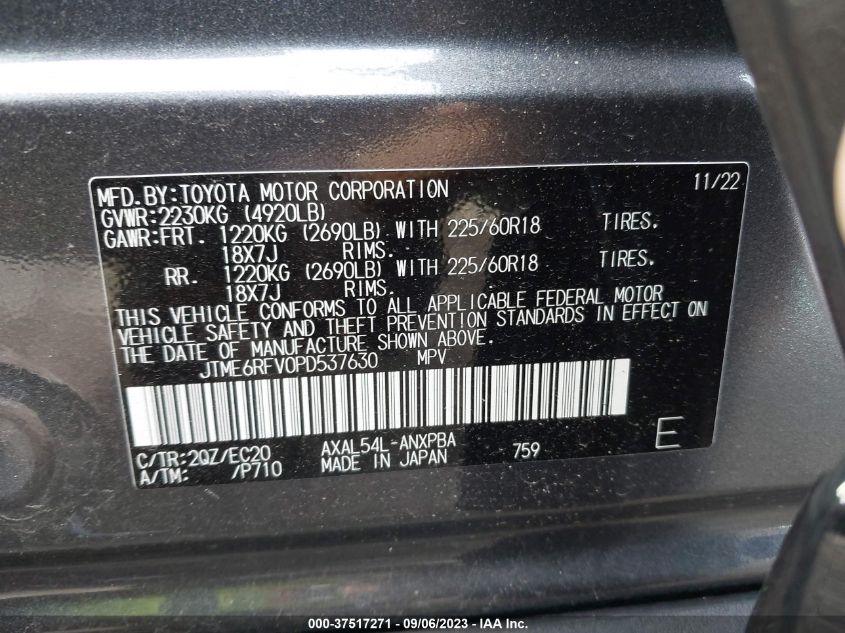 MFD.BY:TOYOTA MOTOR CORPORATION 11/22
GVWR:2230KG (4920LB)
GAWR:FRT. 1220KG (2690LB) WITH 225/60R18 TIRES.
18X7J RIMS.
RR. 1220KG (2690LB) WITH 225/60R18 TIRES.
18X7J RIMS.
THIS VEHICLE CONFORMS TO ALL APPLICABLE FEDERAL MOTOR
VEHICLE SAFETY AND THEFT PREVENTION STANDARDS IN EFFECT ON
THE DATE OF MANUFACTURE SHOWN ABOVE.
JTME6RFV0PD537630 MPV
C/TR:2QZ/EC20 AXAL54L-ANXPBA 759 E
A/TM: /P710 MADE IN JAPAN
000-37517271 - 09/06/2023 - IAA Inc.